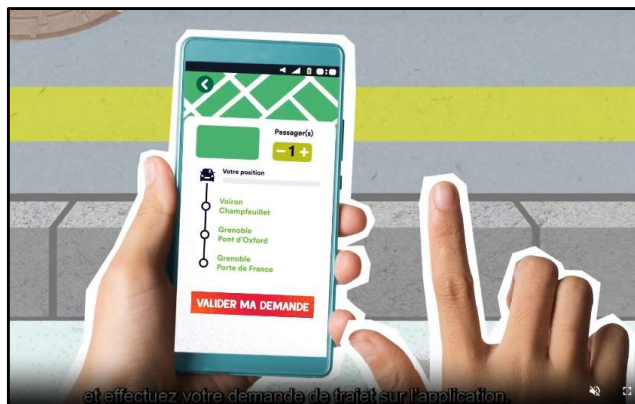 Passager(s)
- 1 +
Votre position
Voiron
Champfeuillet
Grenoble
Pont d'Oxford
Grenoble
Porte de France
VALIDER MA DEMANDE
et effectuez votre demande de trajet sur l'application.